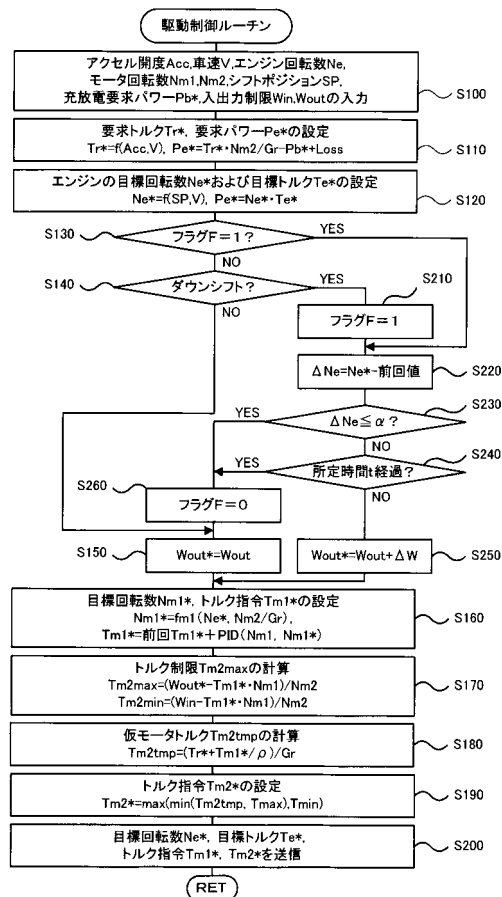 駆動制御ルーチン
アクセル開度Acc,車速V,エンジン回転数Ne,
モータ回転数Nm1,Nm2,シフトポジションSP,
充放電要求パワーPb*,入出力制限Win,Woutの入力
S100
要求トルクTr*, 要求パワーPe*の設定
Tr*=f(Acc,V), Pe*=Tr*・Nm2/Gr-Pb*+Loss
S110
エンジンの目標回転数Ne*および目標トルクTe*の設定
Ne*=f(SP,V), Pe*=Ne*・Te*
S120
S130
フラグF=1?
YES
NO
S140
ダウンシフト?
YES
NO
S210
フラグF=1
ΔNe=Ne*-前回値
S220
S230
YES
ΔNe≦α?
NO
S240
YES
所定時間t経過?
NO
S260
フラグF=0
S150
Wout*=Wout
Wout*=Wout+ΔW
S250
目標回転数Nm1*, トルク指令Tm1*の設定
Nm1*=fm1(Ne*, Nm2/Gr),
Tm1*=前回Tm1*+PID(Nm1, Nm1*)
S160
トルク制限Tm2maxの計算
Tm2max=(Wout*-Tm1*・Nm1)/Nm2
Tm2min=(Win-Tm1*・Nm1)/Nm2
S170
仮モータトルクTm2tmpの計算
Tm2tmp=(Tr*+Tm1*/ρ)/Gr
S180
トルク指令Tm2*の設定
Tm2*=max(min(Tm2tmp, Tmax),Tmin)
S190
目標回転数Ne*, 目標トルクTe*,
トルク指令Tm1*, Tm2*を送信
S200
RET